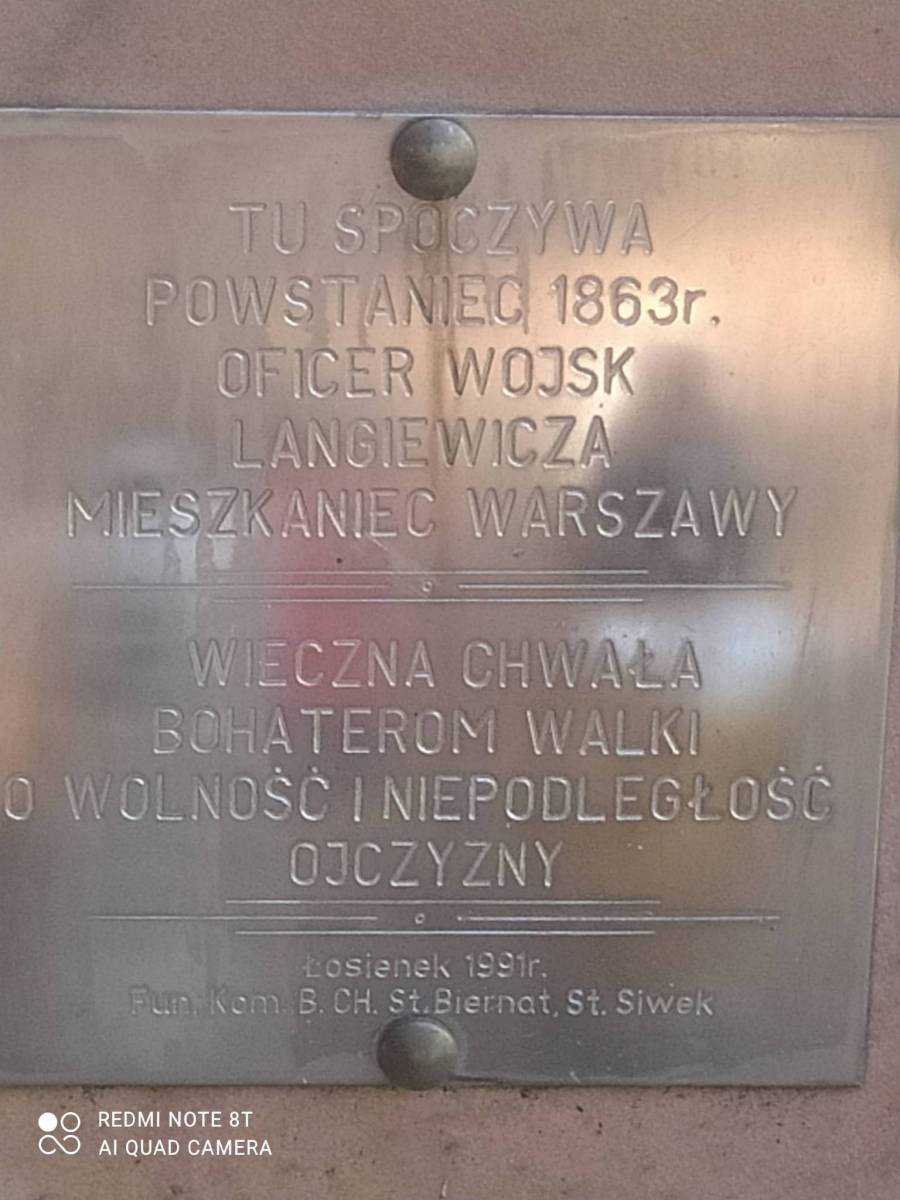 TU SPOCZYWA
POWSTANIEC 1863r.
OFICER WOJSK
LANGIEWICZA
MIESZKANIEC WARSZAWY
WIECZNA CHWAŁA
BOHATEROM WALKI
O WOLNOŚĆ I NIEPODLEGŁOŚĆ
OJCZYZNY
Łosienek 1991r.
Fun. Kom. B. CH. St. Biernat, St. Siwek
REDMI NOTE 8T
AI QUAD CAMERA